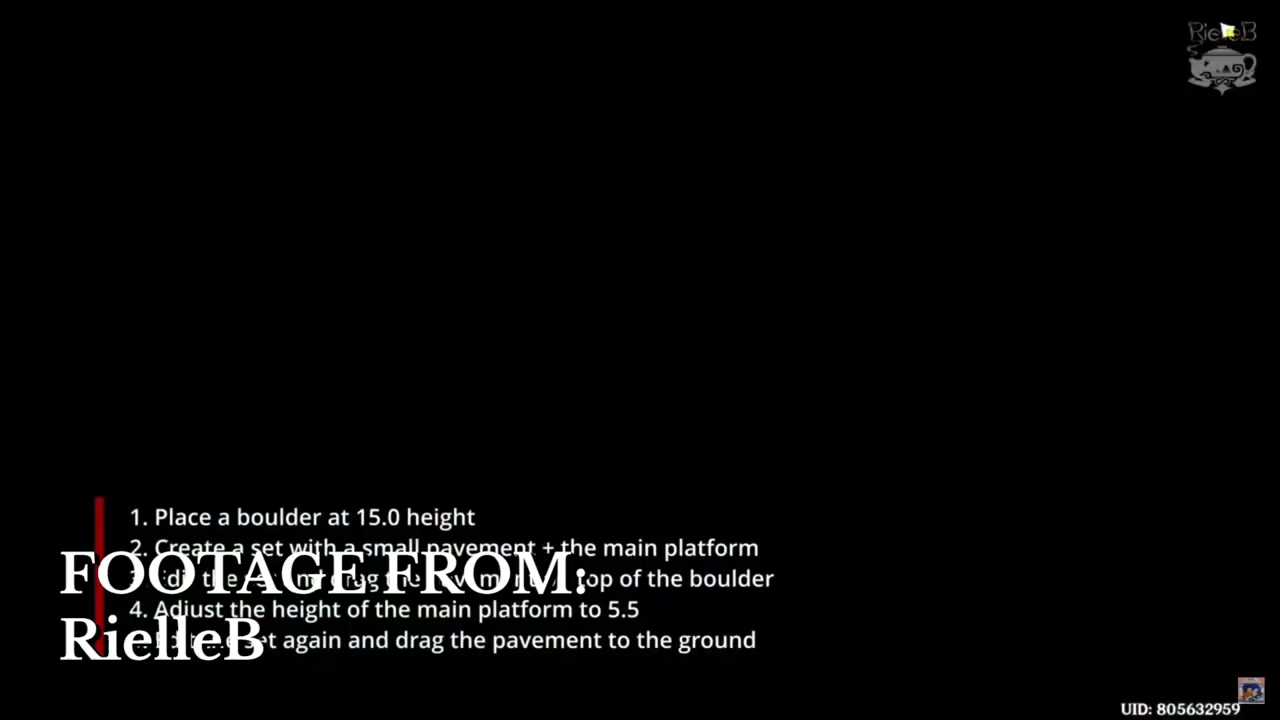 RielleB
1. Place a boulder at 15.0 height
2. Create a set with a small pavement + the main platform
top of the boulder
4. Adjust the height of the main platform to 5.5
again and drag the pavement to the ground
FOOTAGE FROM:
RielleB
UID: 805632959